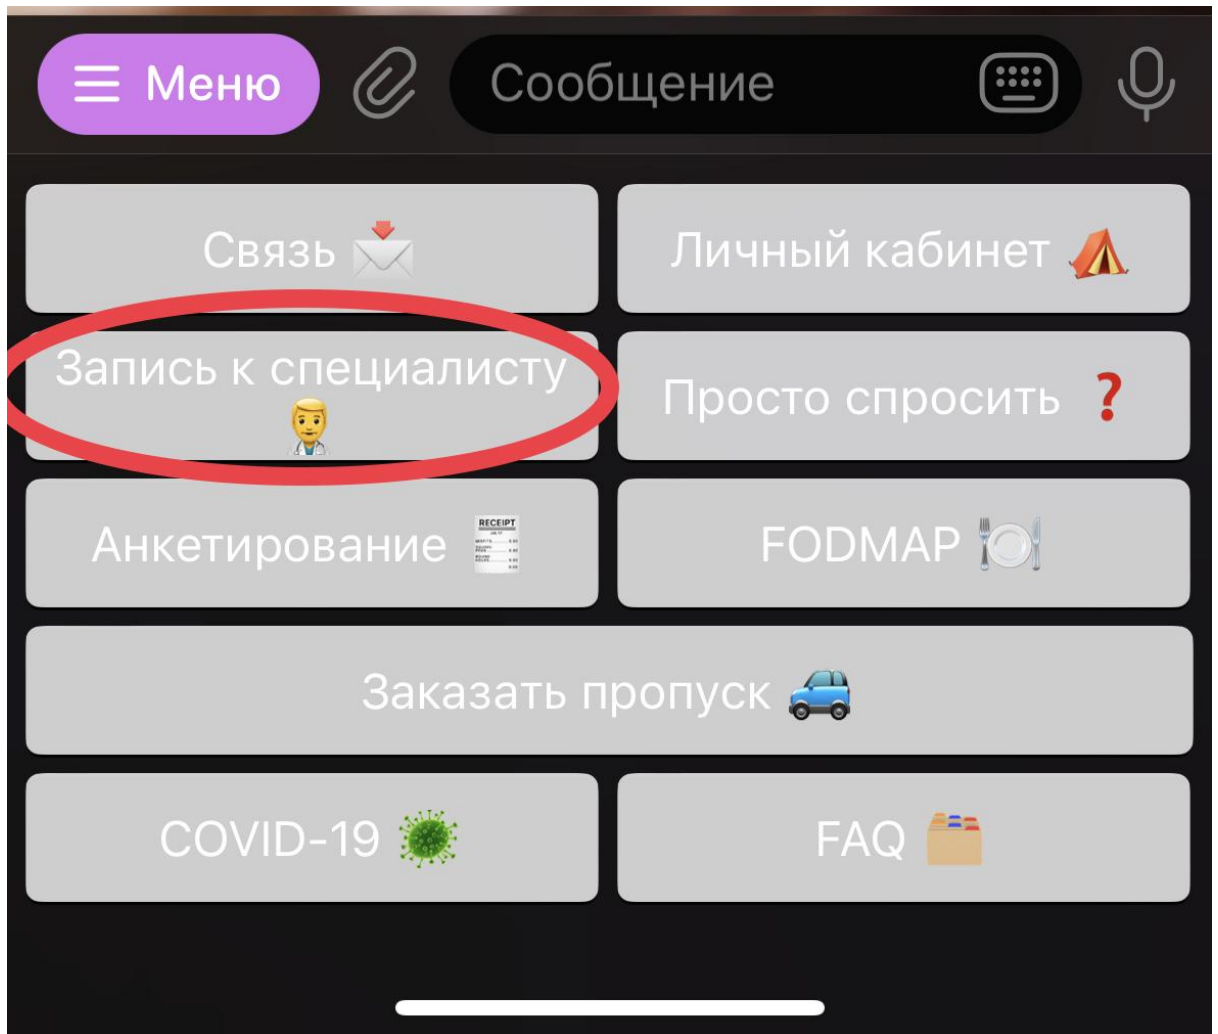 Меню
Сообщение
Связь
Личный кабинет
Запись к специалисту
Просто спросить ❓
Анкетирование
RECEIPT
FODMAP
Заказать пропуск
COVID-19
FAQ